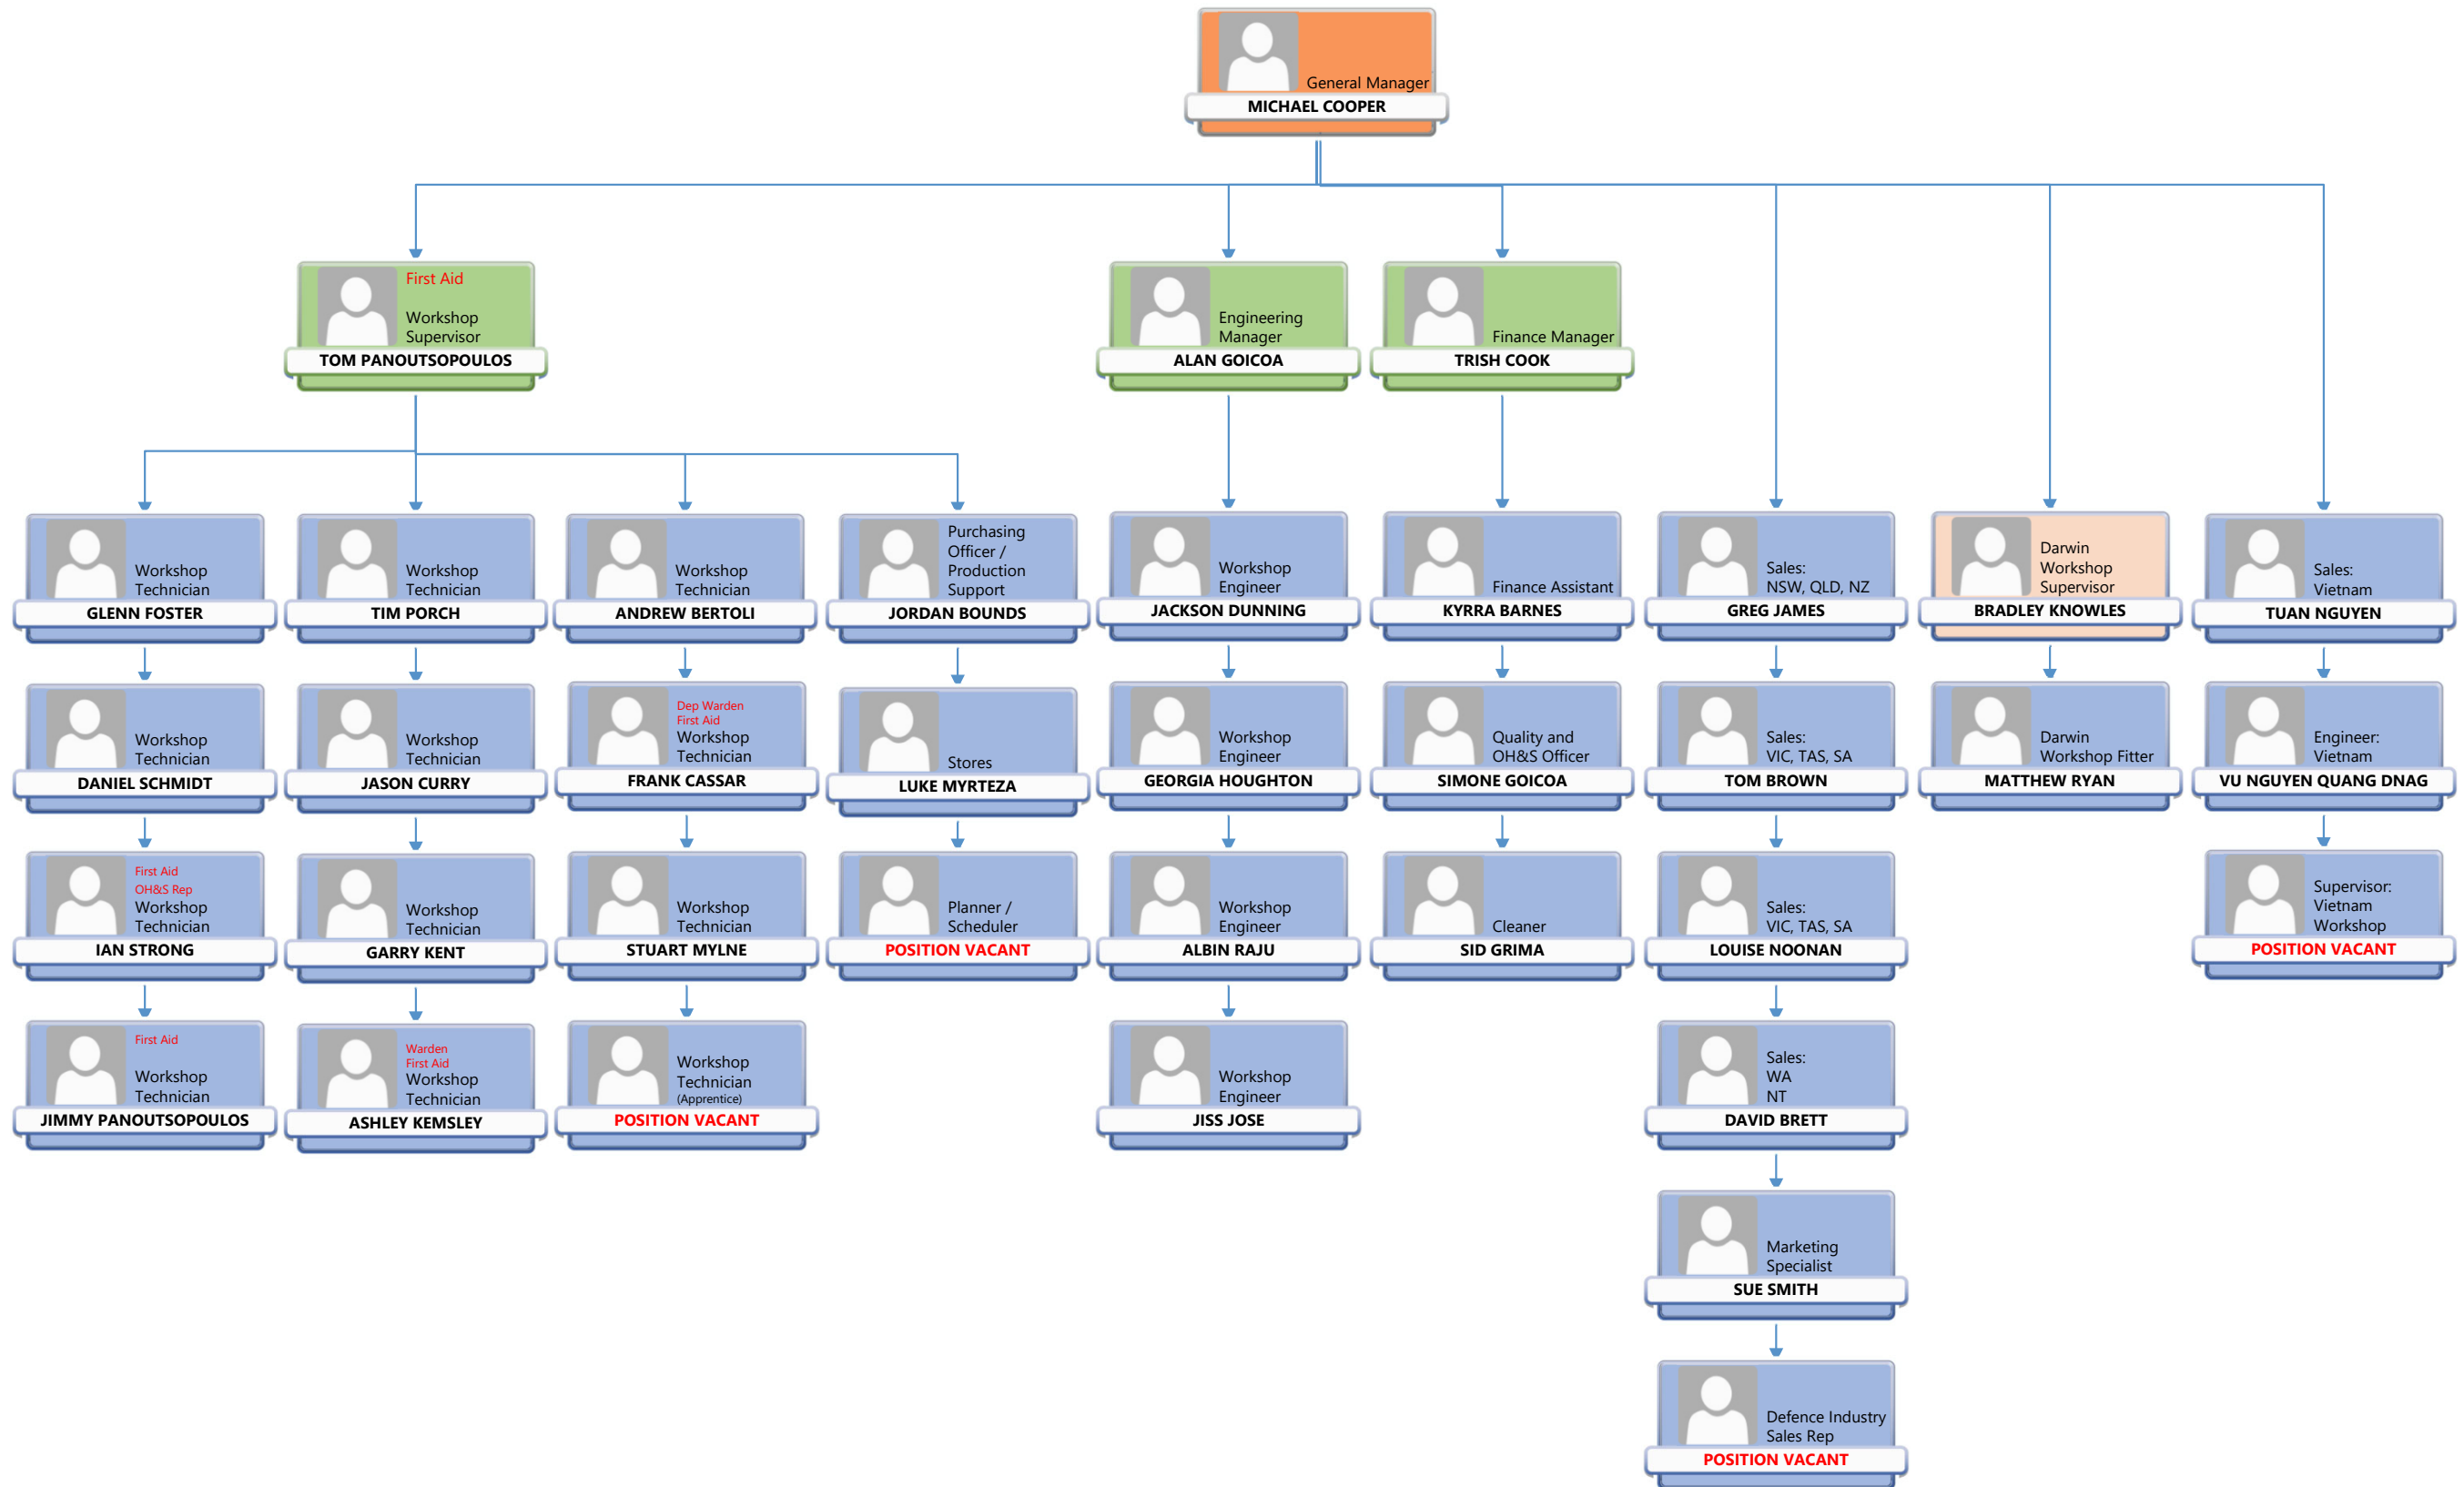 General Manager
MICHAEL COOPER
First Aid
Workshop
Supervisor
TOM PANOUTSOPOULOS
Engineering
Manager
ALAN GOICOA
Finance Manager
TRISH COOK
Workshop
Technician
GLENN FOSTER
Workshop
Technician
TIM PORCH
Workshop
Technician
ANDREW BERTOLI
Purchasing
Officer /
Production
Support
JORDAN BOUNDS
Workshop
Engineer
JACKSON DUNNING
Finance Assistant
KYRRA BARNES
Sales:
NSW, QLD, NZ
GREG JAMES
Darwin
Workshop
Supervisor
BRADLEY KNOWLES
Sales:
Vietnam
TUAN NGUYEN
Workshop
Technician
DANIEL SCHMIDT
Workshop
Technician
JASON CURRY
Dep Warden
First Aid
Workshop
Technician
FRANK CASSAR
Stores
LUKE MYRTEZA
Workshop
Engineer
GEORGIA HOUGHTON
Quality and
OH&S Officer
SIMONE GOICOA
Sales:
VIC, TAS, SA
TOM BROWN
Darwin
Workshop Fitter
MATTHEW RYAN
Engineer:
Vietnam
VU NGUYEN QUANG DNAG
First Aid
OH&S Rep
Workshop
Technician
IAN STRONG
Workshop
Technician
GARRY KENT
Workshop
Technician
STUART MYLNE
Planner /
Scheduler
POSITION VACANT
Workshop
Engineer
ALBIN RAJU
Cleaner
SID GRIMA
Sales:
VIC, TAS, SA
LOUISE NOONAN
Supervisor:
Vietnam
Workshop
POSITION VACANT
First Aid
Workshop
Technician
JIMMY PANOUTSOPOULOS
Warden
First Aid
Workshop
Technician
ASHLEY KEMSLEY
Workshop
Technician
(Apprentice)
POSITION VACANT
Workshop
Engineer
JISS JOSE
Sales:
WA
NT
DAVID BRETT
Marketing
Specialist
SUE SMITH
Defence Industry
Sales Rep
POSITION VACANT